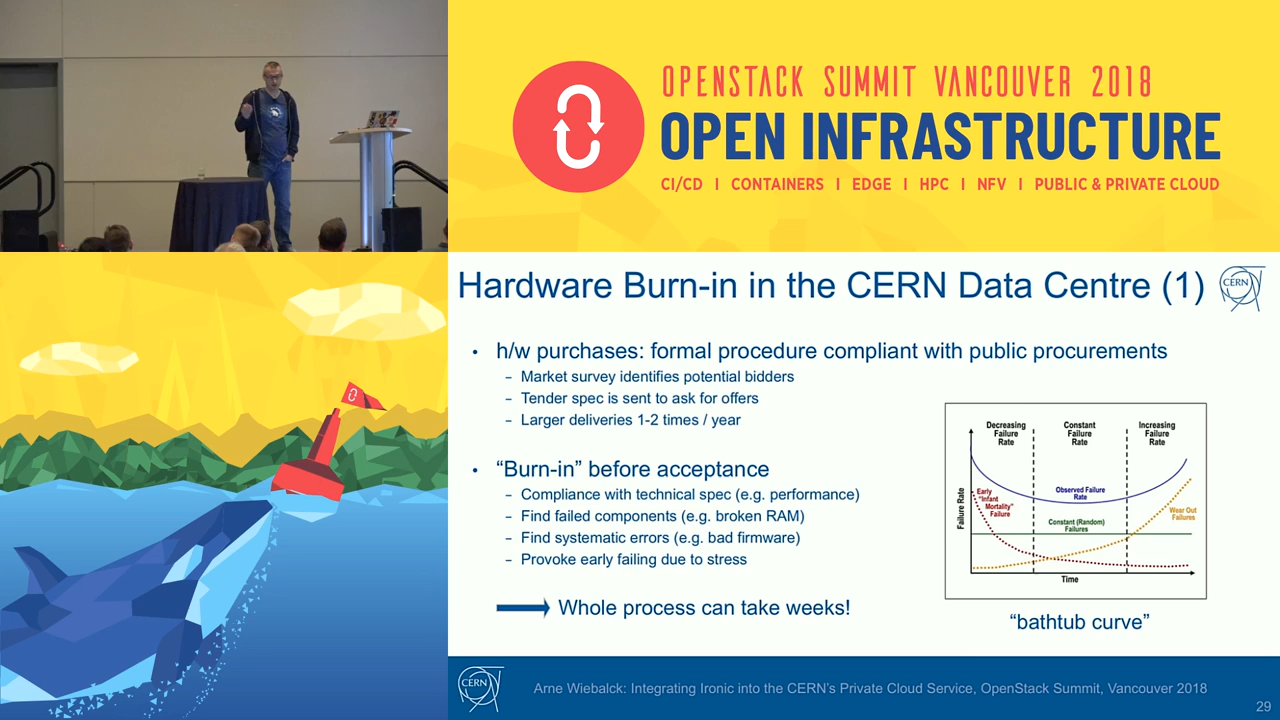 OPENSTACK SUMMIT VANCOUVER 2018
OPEN INFRASTRUCTURE
CI/CD I CONTAINERS I EDGE I HPC I NFV I PUBLIC & PRIVATE CLOUD
Hardware Burn-in in the CERN Data Centre (1)
CERN
• h/w purchases: formal procedure compliant with public procurements
– Market survey identifies potential bidders
– Tender spec is sent to ask for offers
– Larger deliveries 1-2 times / year
• “Burn-in” before acceptance
– Compliance with technical spec (e.g. performance)
– Find failed components (e.g. broken RAM)
– Find systematic errors (e.g. bad firmware)
– Provoke early failing due to stress
Whole process can take weeks!
Decreasing
Failure
Rate
Constant
Failure
Rate
Increasing
Failure
Rate
Failure Rate
Early
“Infant
Mortality”
Failure
Observed Failure
Rate
Constant (Random)
Failures
Wear Out
Failures
Time
“bathtub curve”
CERN
Arne Wiebalck: Integrating Ironic into the CERN’s Private Cloud Service, OpenStack Summit, Vancouver 2018
29